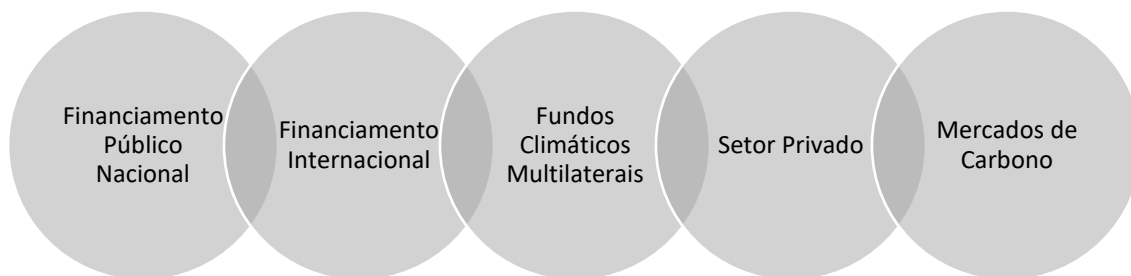 Financiamento
Público
Nacional
Financiamento
Internacional
Fundos
Climáticos
Multilaterais
Setor Privado
Mercados de
Carbono